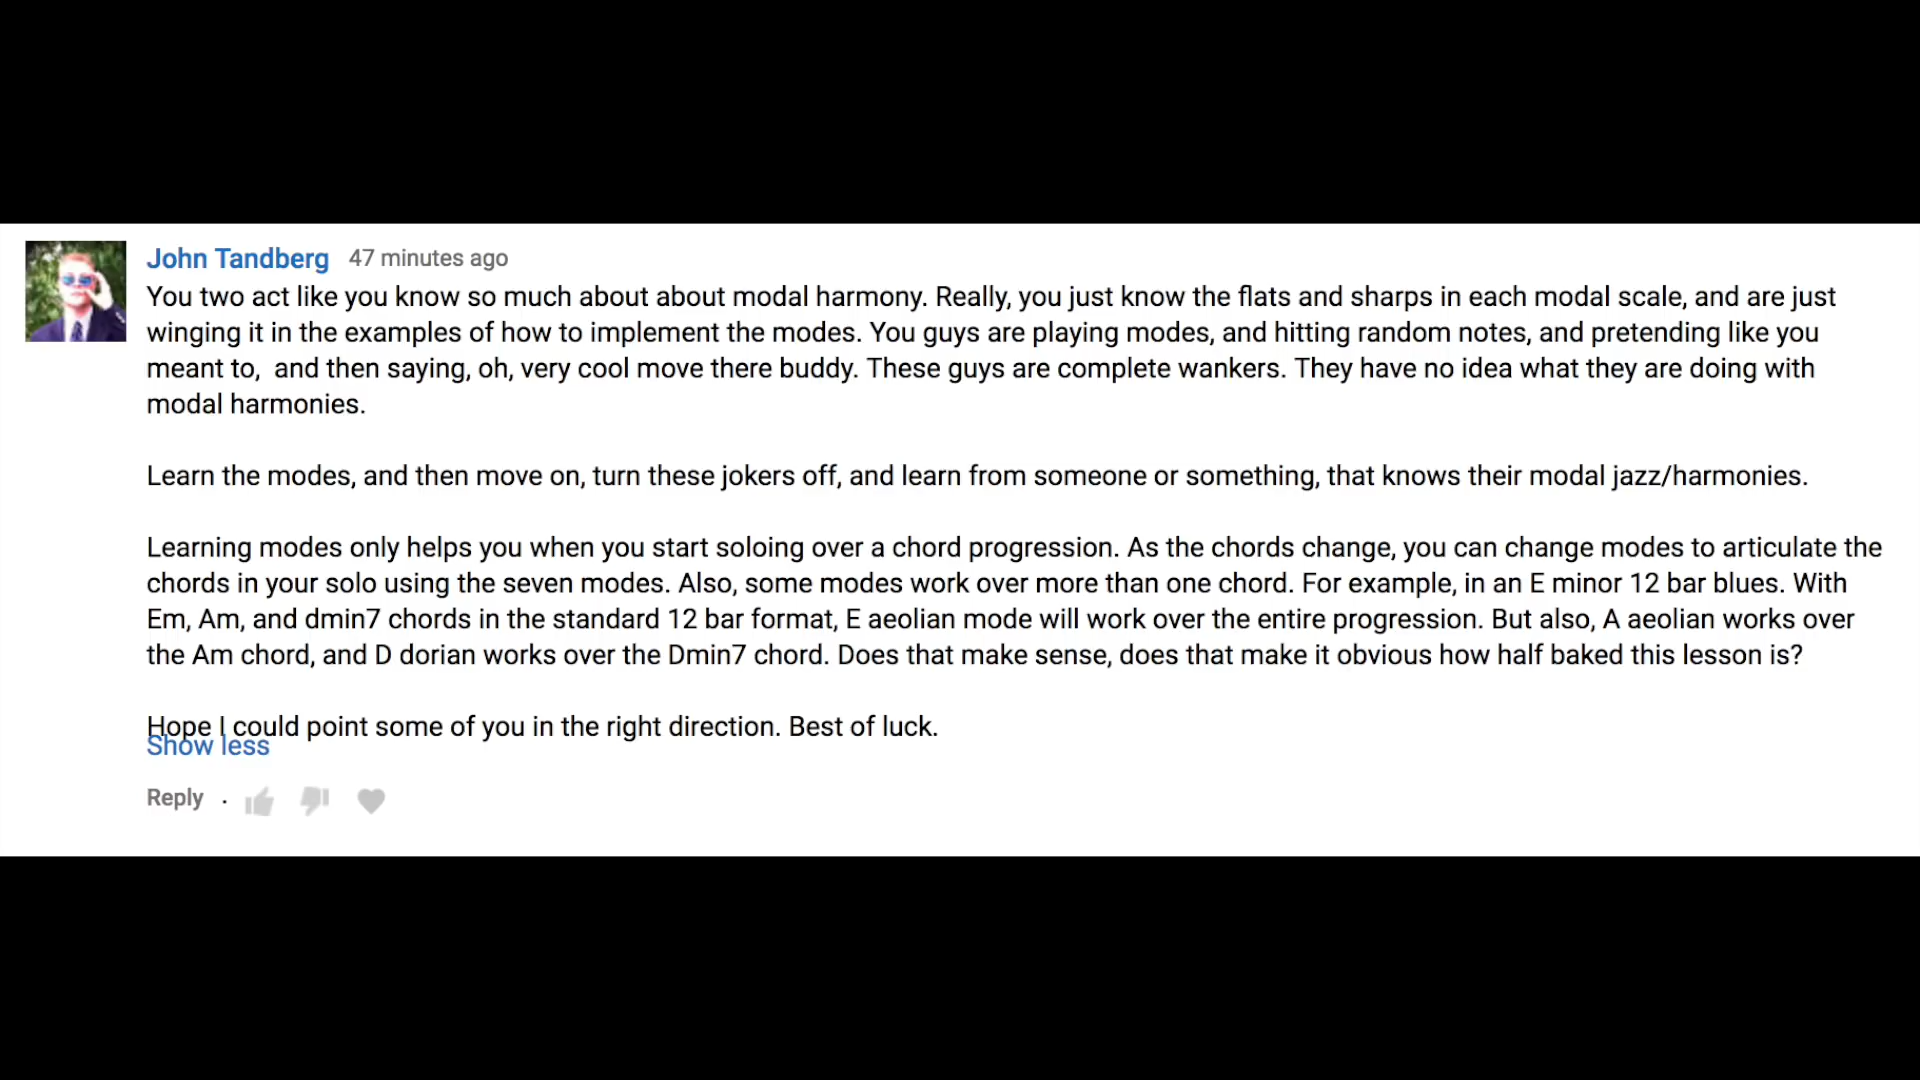 John Tandberg 47 minutes ago
You two act like you know so much about about modal harmony. Really, you just know the flats and sharps in each modal scale, and are just
winging it in the examples of how to implement the modes. You guys are playing modes, and hitting random notes, and pretending like you
meant to,  and then saying, oh, very cool move there buddy. These guys are complete wankers. They have no idea what they are doing with
modal harmonies.
Learn the modes, and then move on, turn these jokers off, and learn from someone or something, that knows their modal jazz/harmonies.
Learning modes only helps you when you start soloing over a chord progression. As the chords change, you can change modes to articulate the
chords in your solo using the seven modes. Also, some modes work over more than one chord. For example, in an E minor 12 bar blues. With
Em, Am, and dmin7 chords in the standard 12 bar format, E aeolian mode will work over the entire progression. But also, A aeolian works over
the Am chord, and D dorian works over the Dmin7 chord. Does that make sense, does that make it obvious how half baked this lesson is?
Hope I could point some of you in the right direction. Best of luck.
Show less
Reply ·